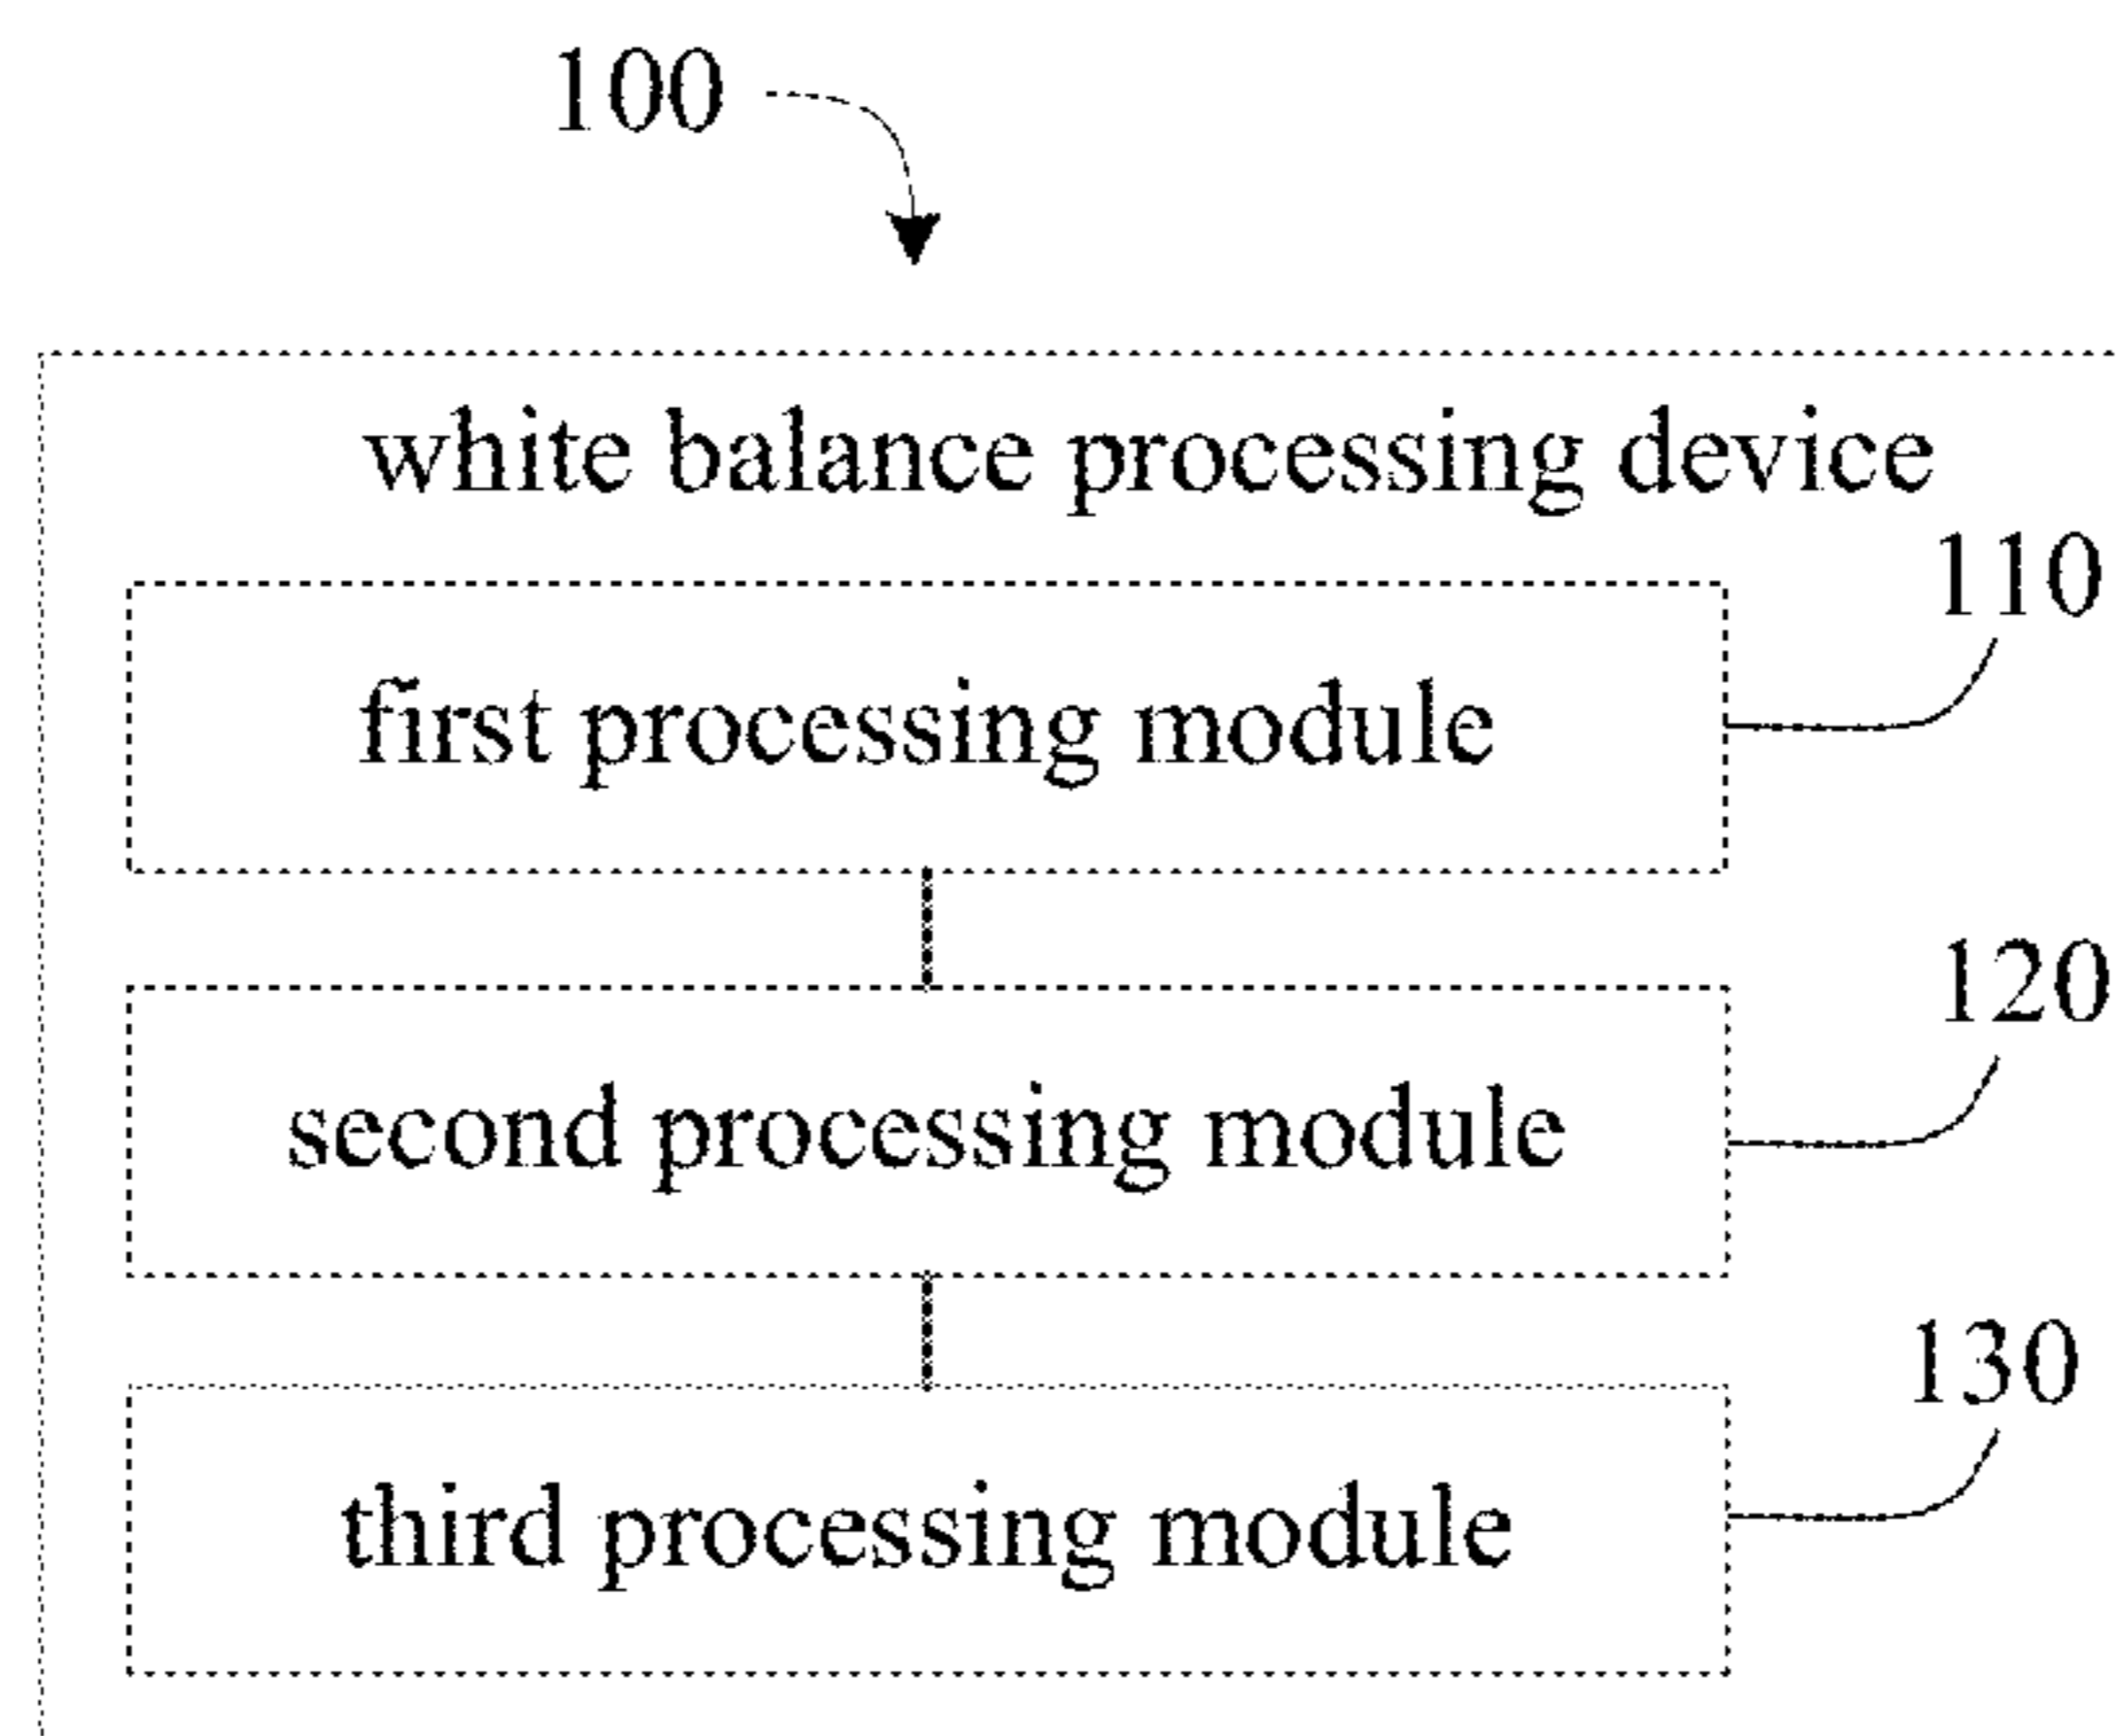 100
white balance processing device
110
first processing module
120
second processing module
130
third processing module